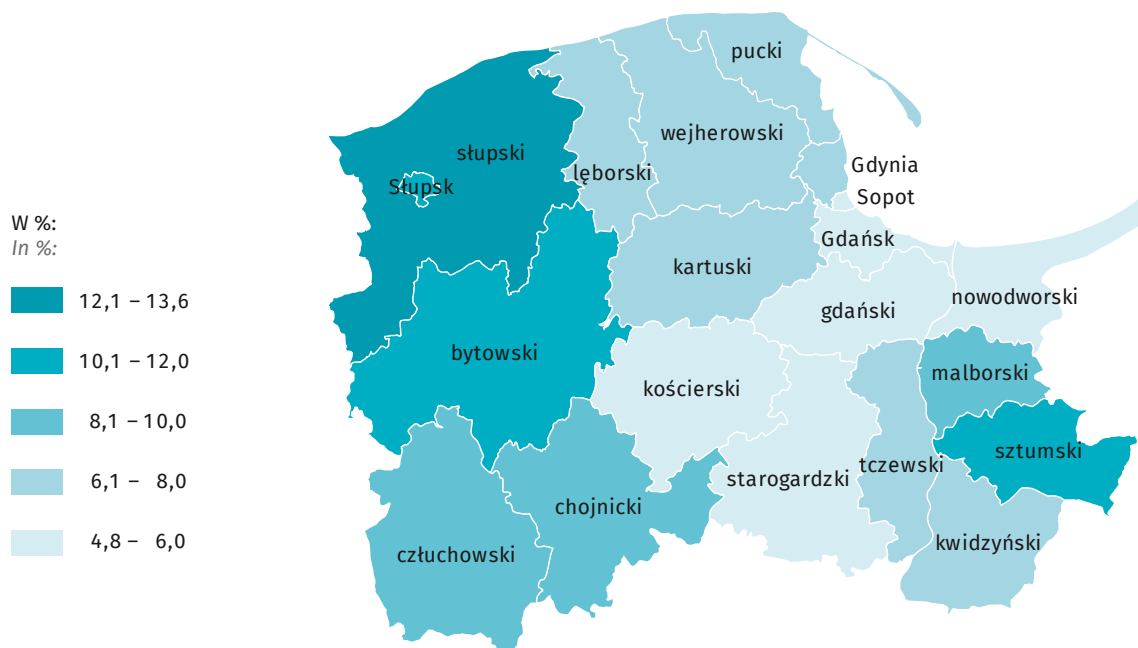 W %:
In %:
12,1 – 13,6
10,1 – 12,0
8,1 – 10,0
6,1 – 8,0
4,8 – 6,0
pucki
wejherowski
słupski
lęborski
Słupsk
Gdynia
Sopot
Gdańsk
kartuski
nowodworski
gdański
bytowski
malborski
kościerski
sztumski
tczewski
starogardzki
chojnicki
kwidzyński
człuchowski